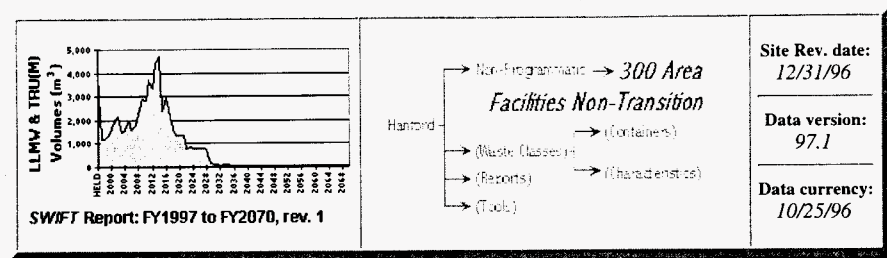 LLMW & TRU(M)
Volumes (m³)
5,000
4,000
3,000
2,000
1,000
0
HELD 2000 2004 2008 2012 2016 2020 2024 2028 2032 2036 2040 2044 2048 2052 2056 2060 2064 2068
SWIFT Report: FY1997 to FY2070, rev. 1
Non-Programmatic 300 Area
Facilities Non-Transition
Hanford
(Containers)
(Waste Classes)
(Reports)
(Characteristics)
(Tools)
Site Rev. date:
12/31/96
Data version:
97.1
Data currency:
10/25/96